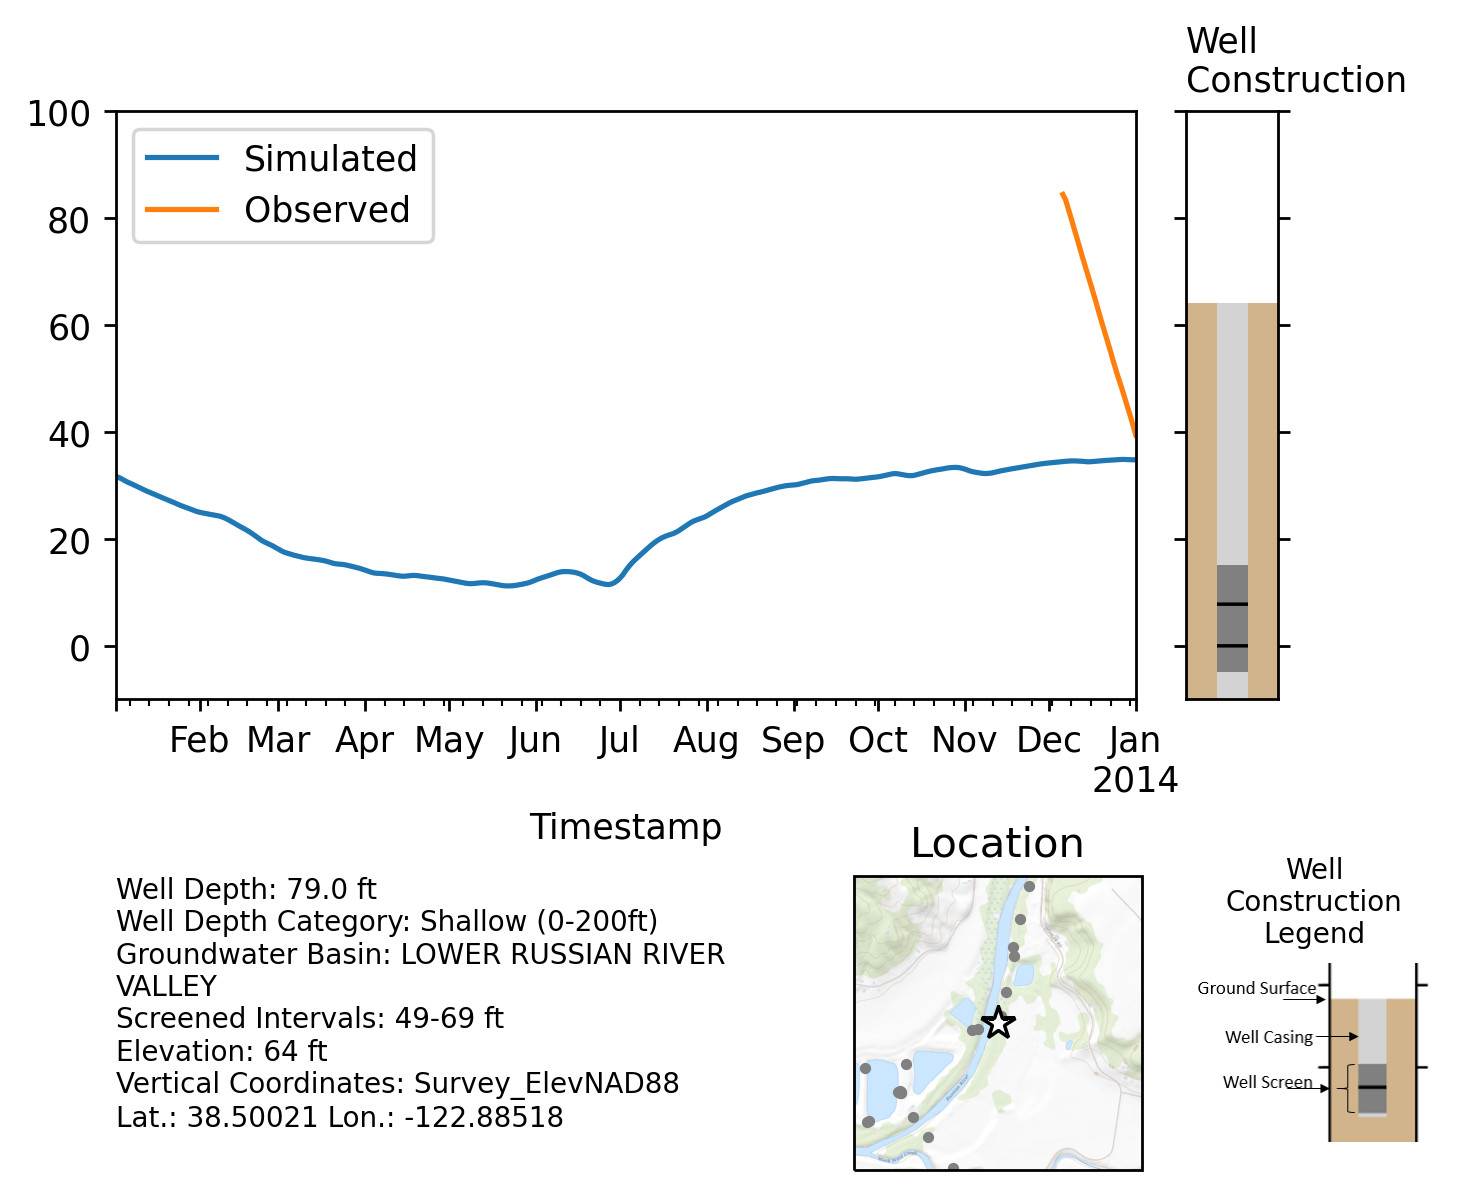 Well
Construction
100
80
60
40
20
0
Simulated
Observed
Feb Mar Apr May Jun Jul Aug Sep Oct Nov Dec Jan
2014
Timestamp
Well Depth: 79.0 ft
Well Depth Category: Shallow (0-200ft)
Groundwater Basin: LOWER RUSSIAN RIVER
VALLEY
Screened Intervals: 49-69 ft
Elevation: 64 ft
Vertical Coordinates: Survey_ElevNAD88
Lat.: 38.50021 Lon.: -122.88518
Location
Well
Construction
Legend
Ground Surface
Well Casing
Well Screen